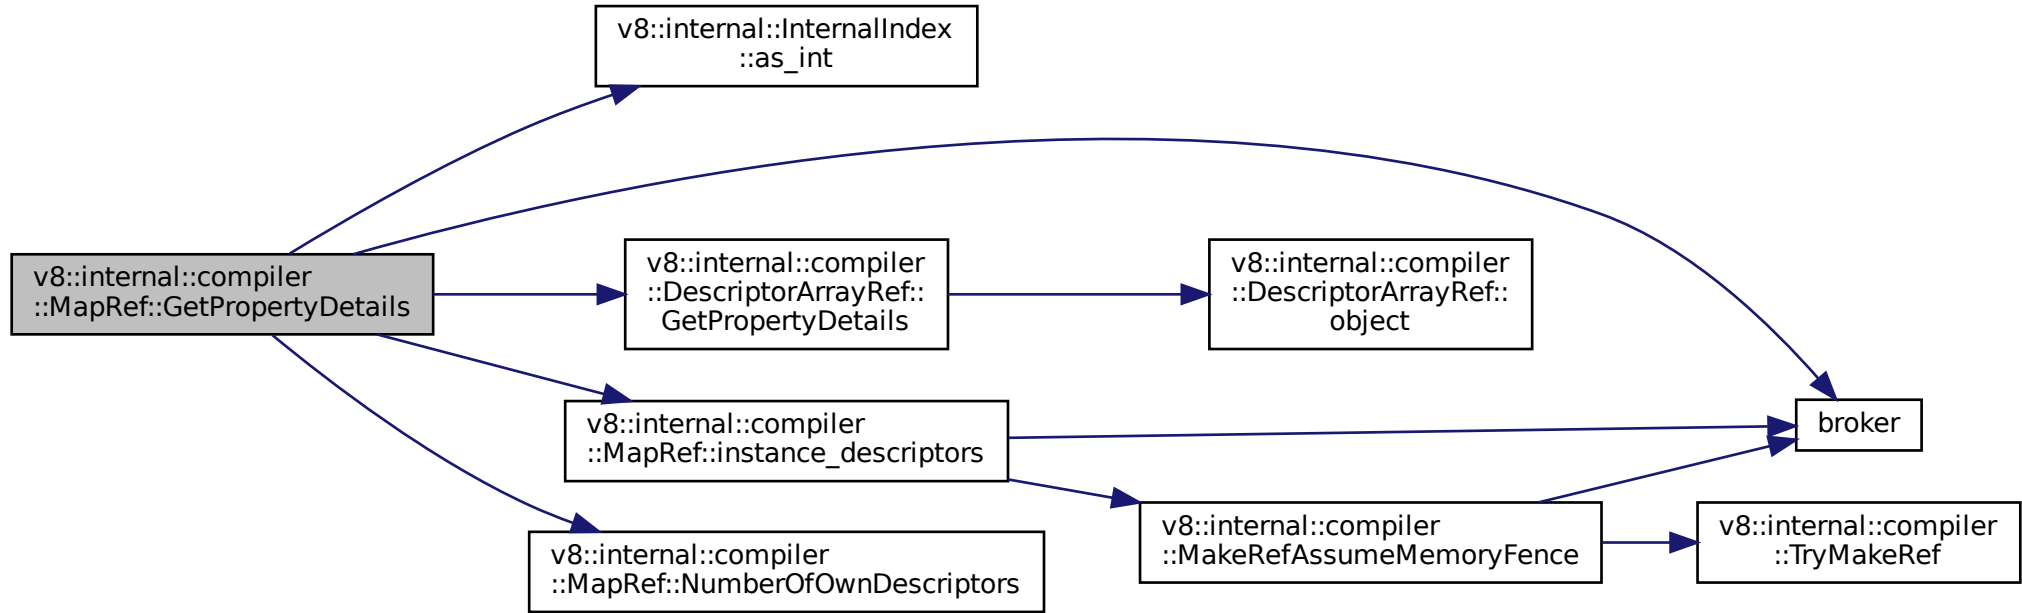 v8::internal::InternalIndex
::as_int
v8::internal::compiler
::MapRef::GetPropertyDetails
v8::internal::compiler
::DescriptorArrayRef::
GetPropertyDetails
v8::internal::compiler
::DescriptorArrayRef::
object
v8::internal::compiler
::MapRef::instance_descriptors
broker
v8::internal::compiler
::MakeRefAssumeMemoryFence
v8::internal::compiler
::TryMakeRef
v8::internal::compiler
::MapRef::NumberOfOwnDescriptors